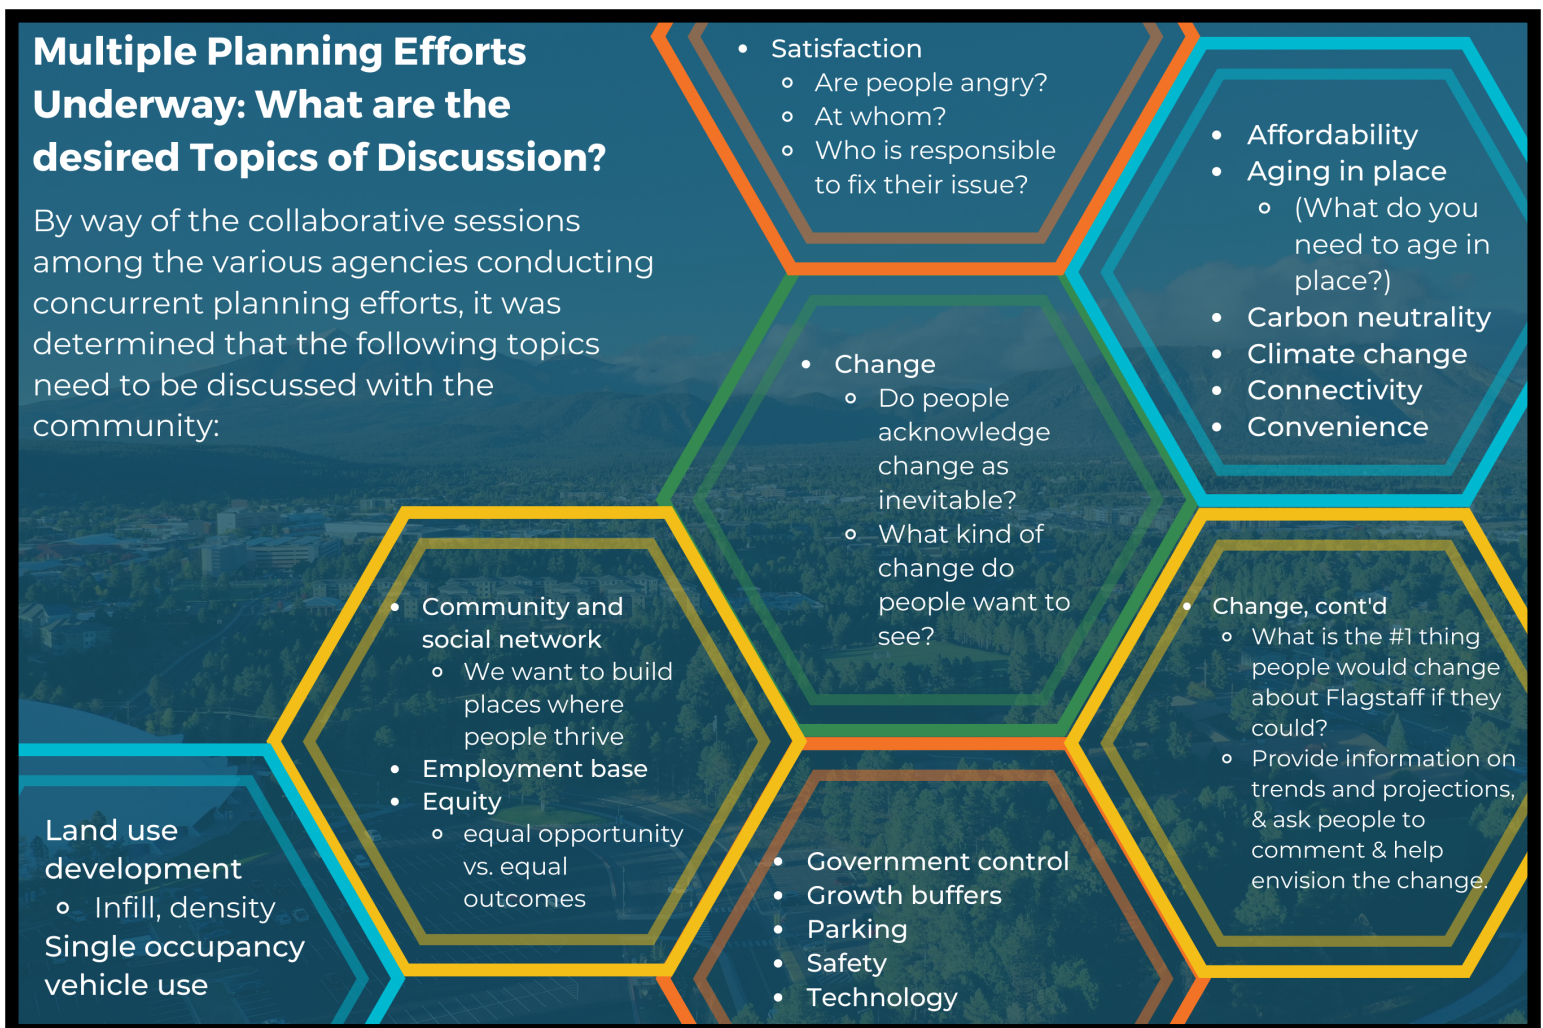 Multiple Planning Efforts
Underway: What are the
desired Topics of Discussion?
By way of the collaborative sessions
among the various agencies conducting
concurrent planning efforts, it was
determined that the following topics
need to be discussed with the
community:
• Satisfaction
◦ Are people angry?
◦ At whom?
◦ Who is responsible
to fix their issue?
• Affordability
• Aging in place
◦ (What do you
need to age in
place?)
• Carbon neutrality
• Climate change
• Connectivity
• Convenience
• Change
◦ Do people
acknowledge
change as
inevitable?
◦ What kind of
change do
people want to
see?
• Community and
social network
◦ We want to build
places where
people thrive
• Employment base
• Equity
◦ equal opportunity
vs. equal
outcomes
• Change, cont'd
◦ What is the #1 thing
people would change
about Flagstaff if they
could?
◦ Provide information on
trends and projections,
& ask people to
comment & help
envision the change.
Land use
development
◦ Infill, density
Single occupancy
vehicle use
• Government control
• Growth buffers
• Parking
• Safety
• Technology